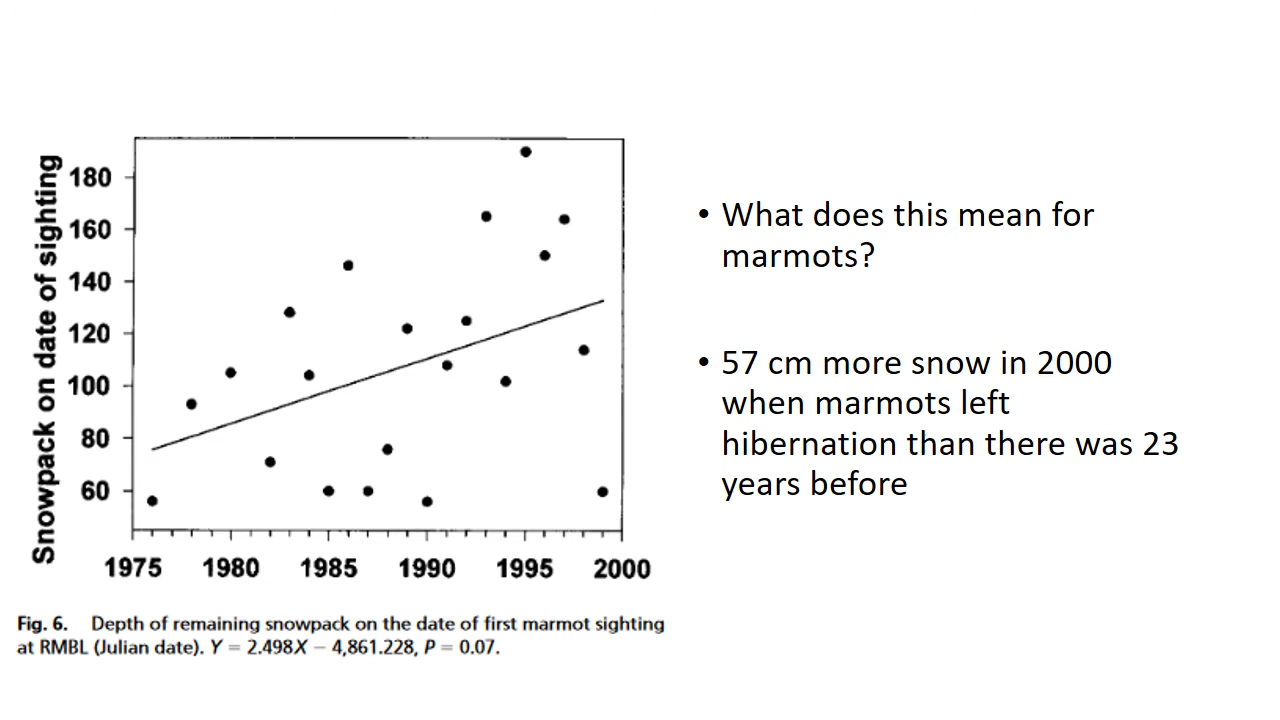 Snowpack on date of sighting
180
160
140
120
100
80
60
1975 1980 1985 1990 1995 2000
Fig. 6. Depth of remaining snowpack on the date of first marmot sighting
at RMBL (Julian date). Y = 2.498X − 4,861.228, P = 0.07.
• What does this mean for
marmots?
• 57 cm more snow in 2000
when marmots left
hibernation than there was 23
years before